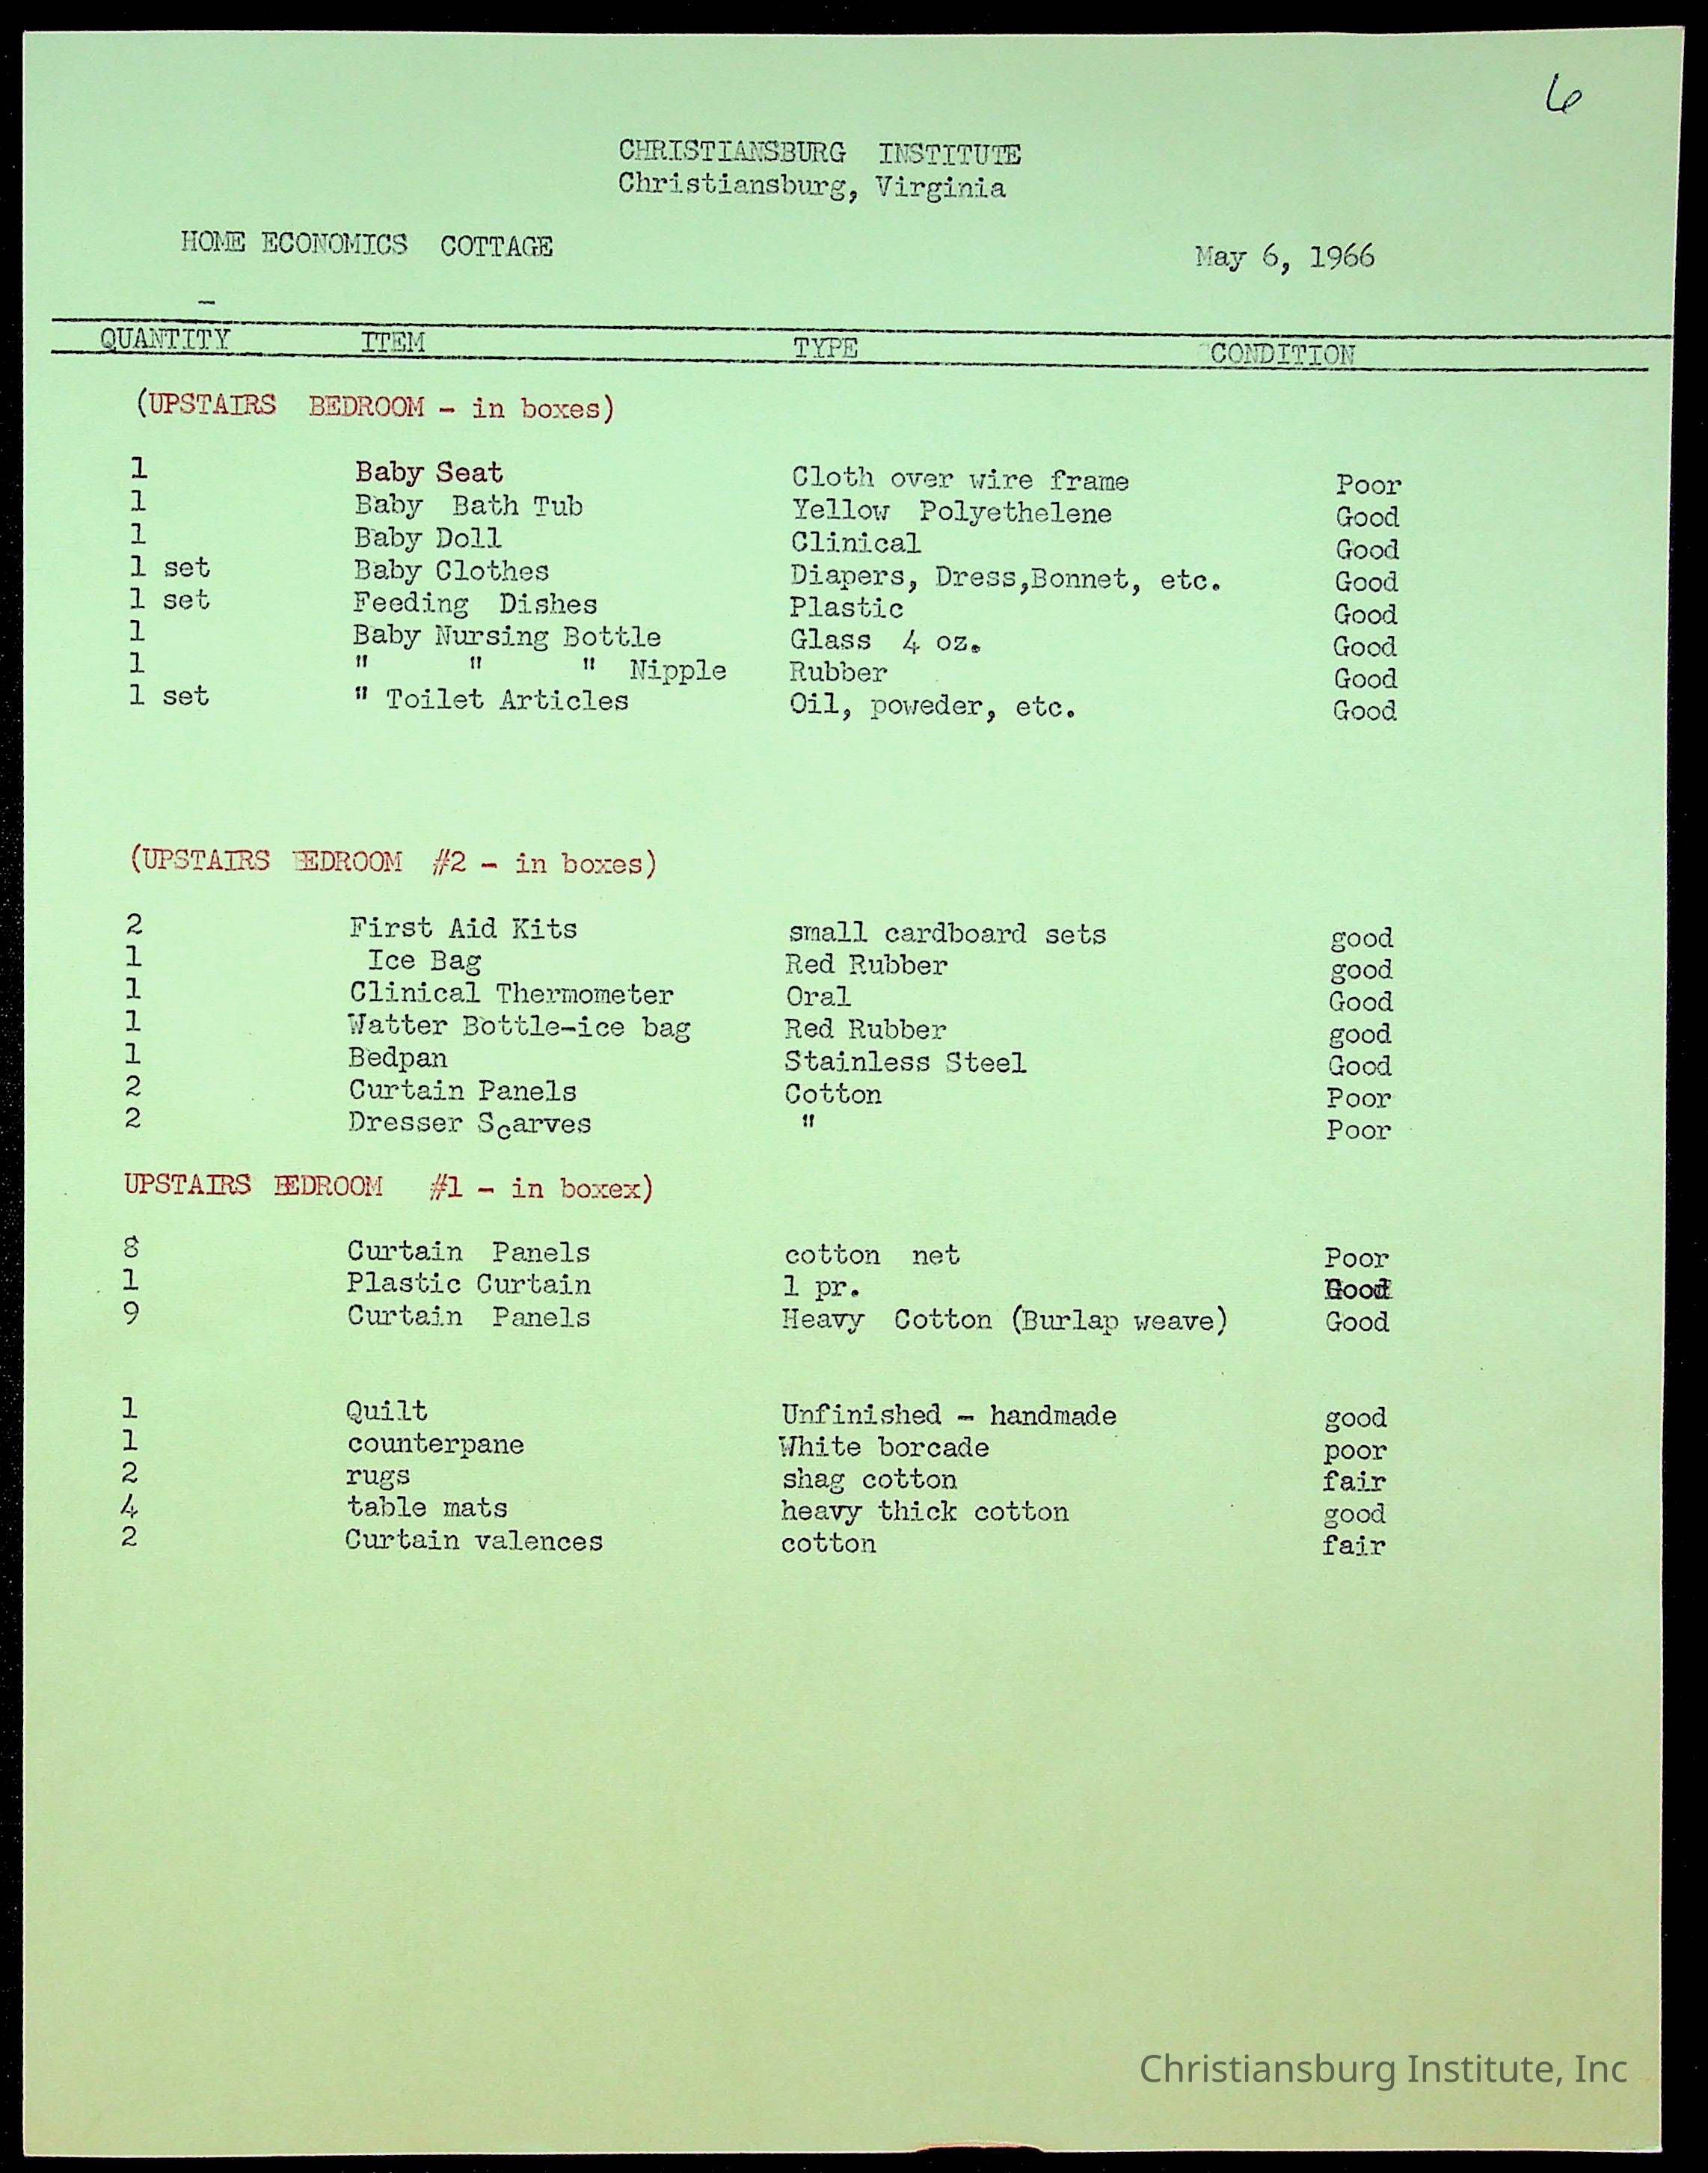 6
CHRISTIANSBURG INSTITUTE
Christiansburg, Virginia
HOME ECONOMICS COTTAGE May 6, 1966
QUANTITY ITEM TYPE CONDITION
(UPSTAIRS BEDROOM - in boxes)
1 Baby Seat Cloth over wire frame Poor
1 Baby Bath Tub Yellow Polyethelene Good
1 Baby Doll Clinical Good
1 set Baby Clothes Diapers, Dress,Bonnet, etc. Good
1 set Feeding Dishes Plastic Good
1 Baby Nursing Bottle Glass 4 oz. Good
1 " " " Nipple Rubber Good
1 set " Toilet Articles Oil, poweder, etc. Good
(UPSTAIRS BEDROOM #2 - in boxes)
2 First Aid Kits small cardboard sets good
1 Ice Bag Red Rubber good
1 Clinical Thermometer Oral Good
1 Watter Bottle-ice bag Red Rubber good
1 Bedpan Stainless Steel Good
2 Curtain Panels Cotton Poor
2 Dresser Scarves " Poor
UPSTAIRS BEDROOM #1 - in boxex)
8 Curtain Panels cotton net Poor
1 Plastic Curtain 1 pr. Good
9 Curtain Panels Heavy Cotton (Burlap weave) Good
1 Quilt Unfinished - handmade good
1 counterpane White borcade poor
2 rugs shag cotton fair
4 table mats heavy thick cotton good
2 Curtain valences cotton fair
Christiansburg Institute, Inc